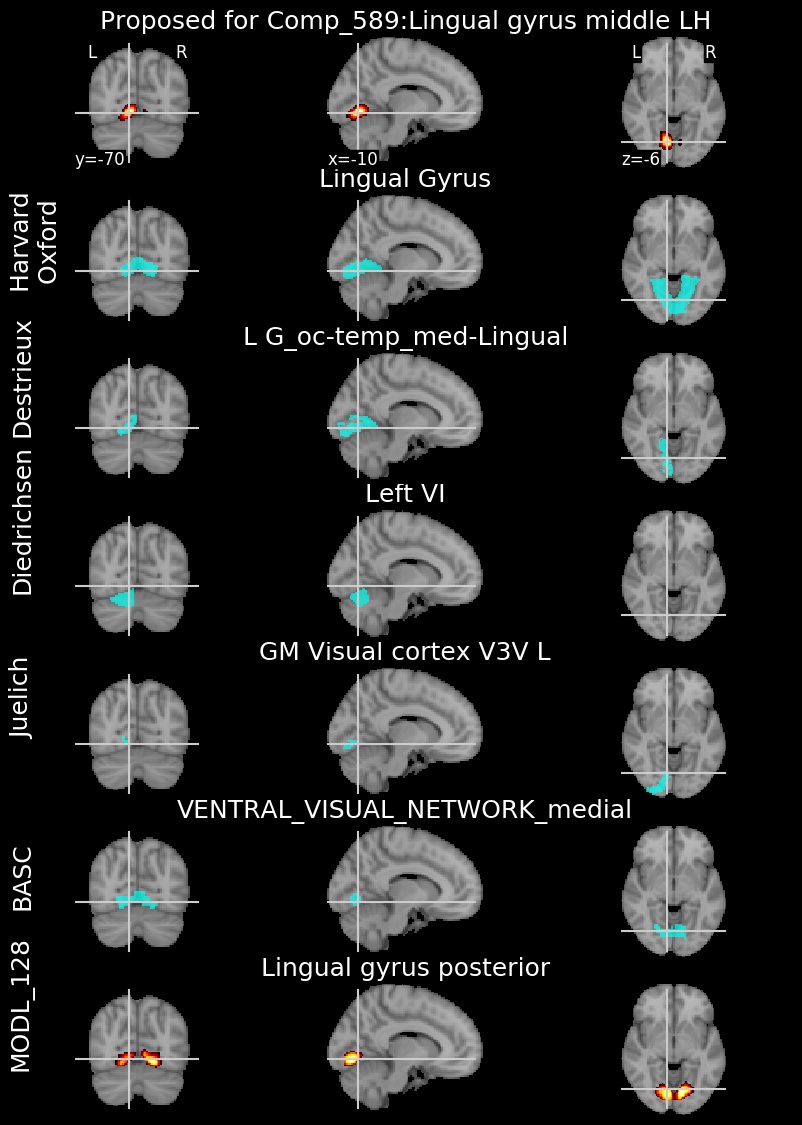 Proposed for Comp_589:Lingual gyrus middle LH
L R L R
y=-70 x=-10 z=-6
Lingual Gyrus
Harvard
Oxford
L G_oc-temp_med-Lingual
Destrieux
Left VI
Diedrichsen
GM Visual cortex V3V L
Juelich
VENTRAL_VISUAL_NETWORK_medial
BASC
Lingual gyrus posterior
MODL_128